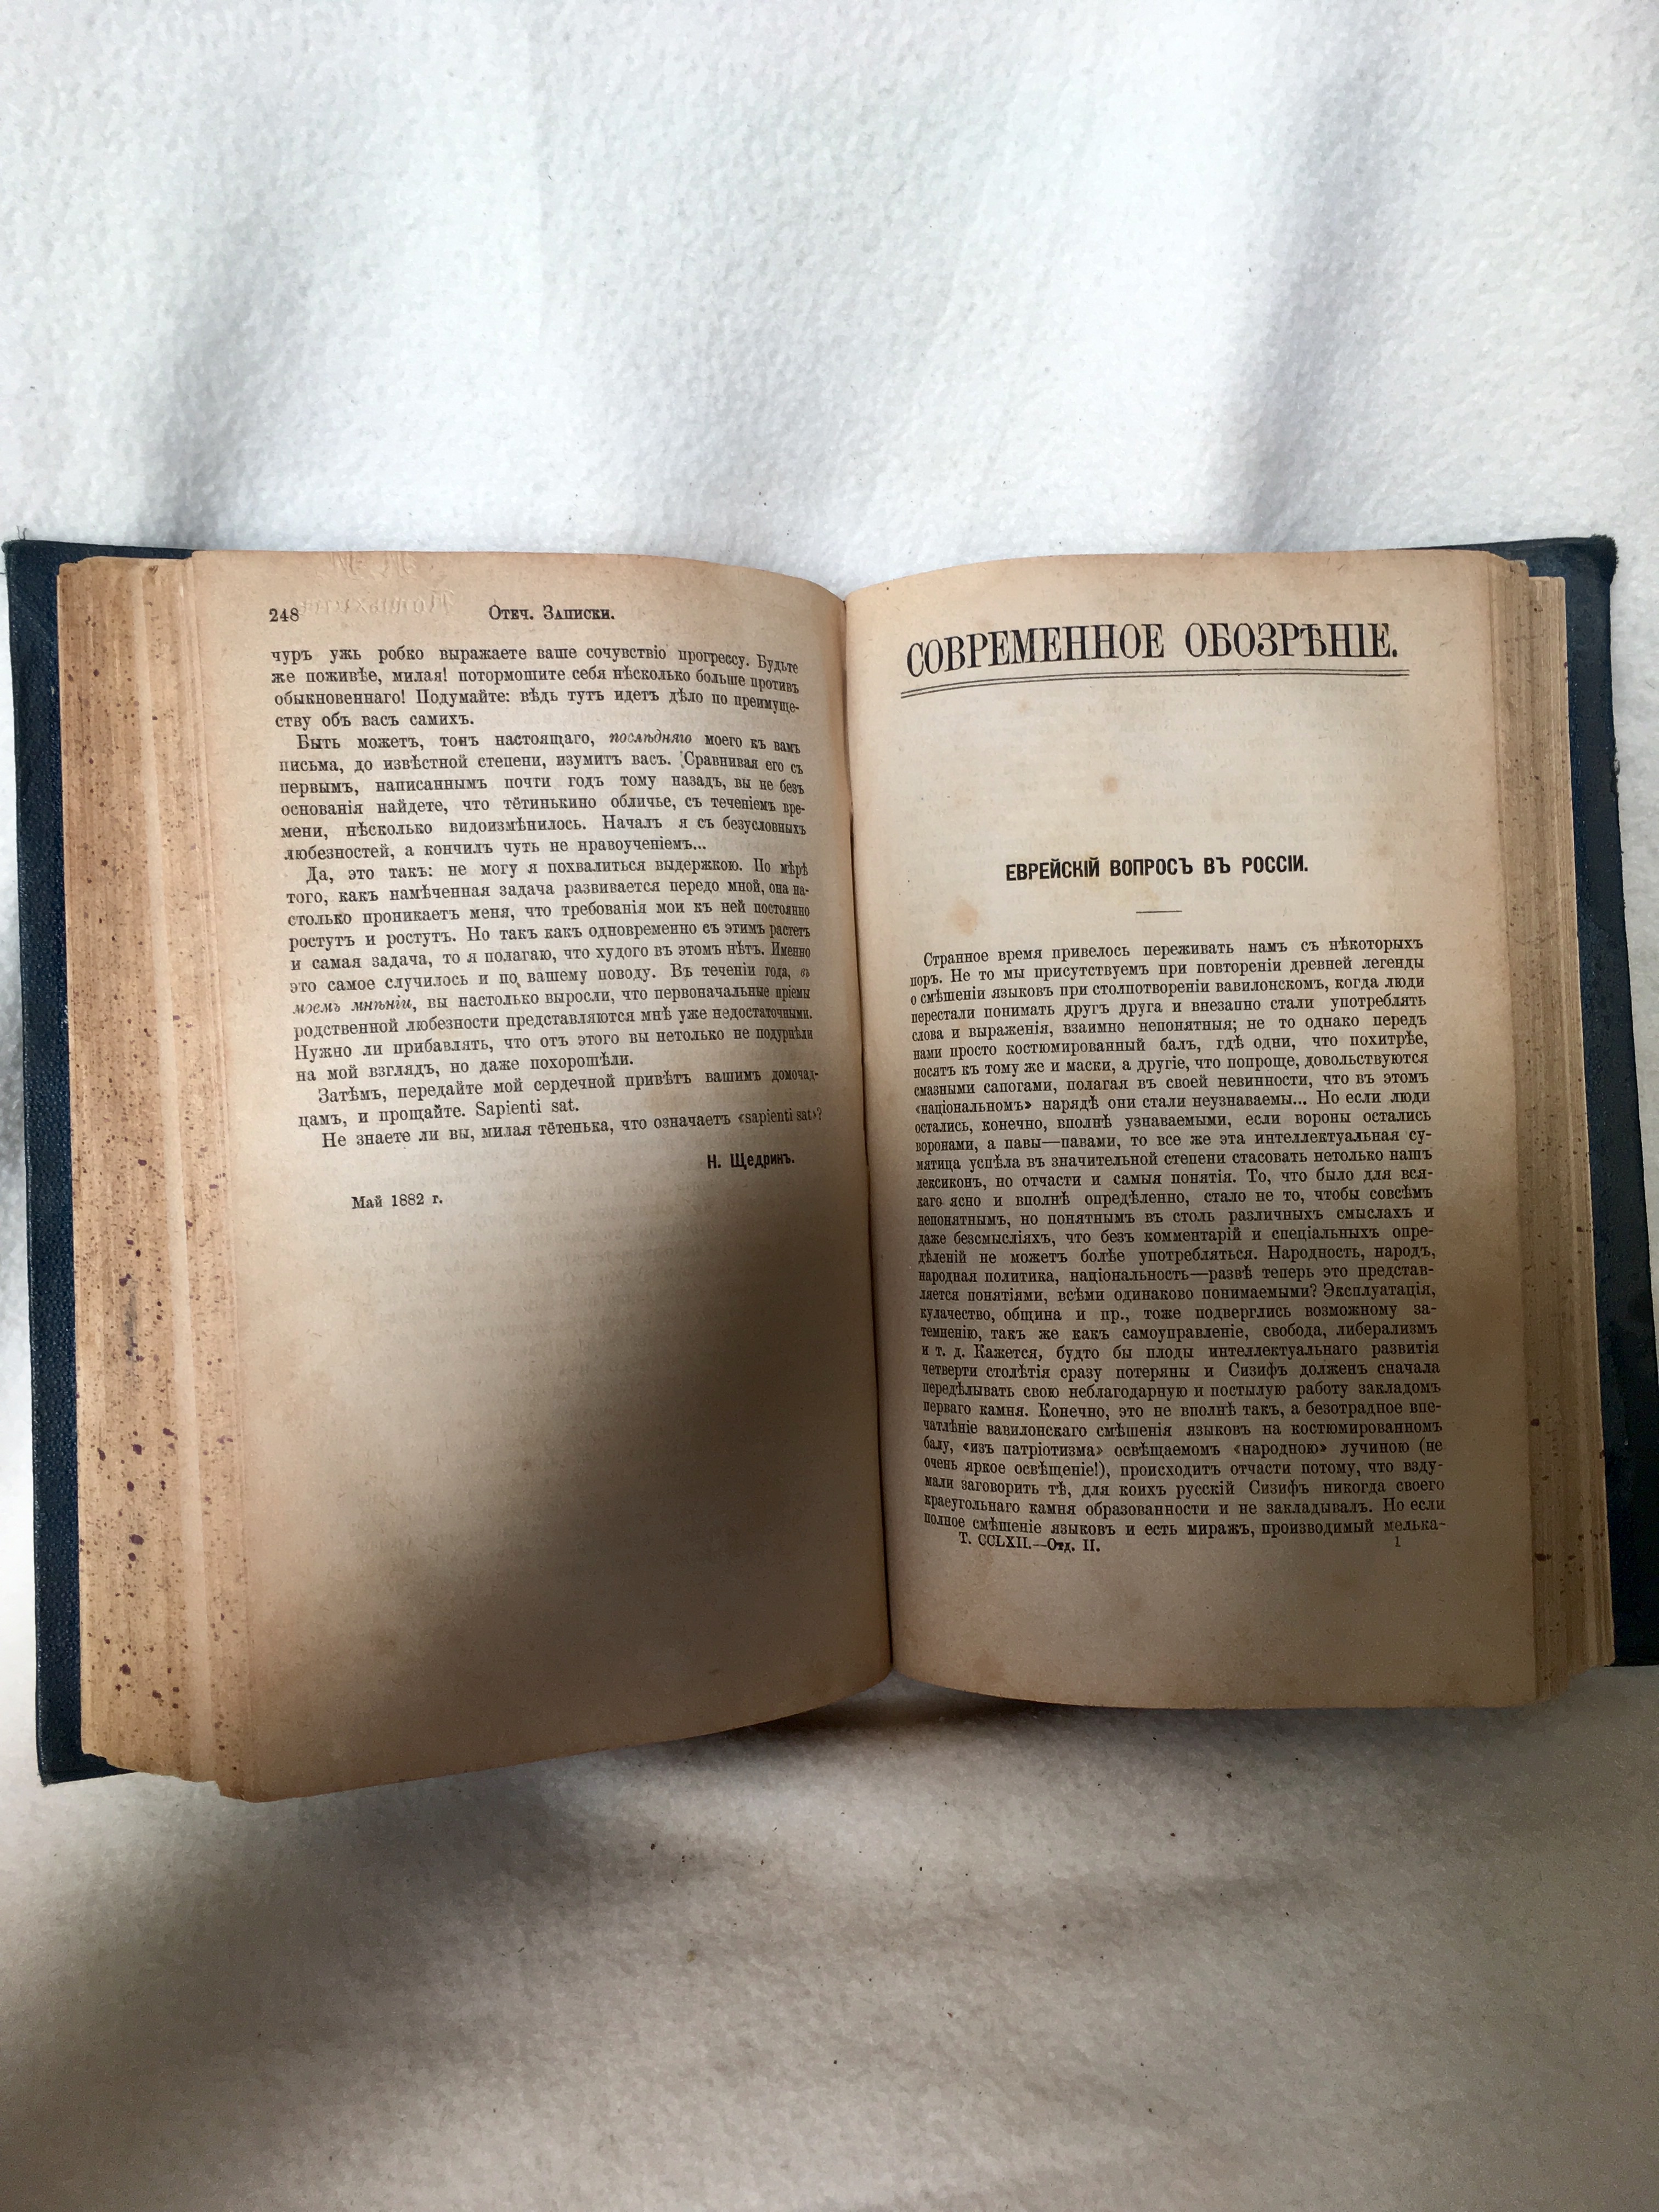 248
Отеч. Записки.
чуръ ужь робко выражаете ваше сочувствію прогрессу. Будьте
же поживѣе, милая! потормошите себя нѣсколько больше противъ
обыкновеннаго! Подумайте: вѣдь тутъ идетъ дѣло по преимуще-
ству объ васъ самихъ.
Быть можетъ, тонъ настоящаго, послѣдняго моего къ вамъ
письма, до извѣстной степени, изумитъ васъ. Сравнивая его съ
первымъ, написаннымъ почти годъ тому назадъ, вы не безъ
основанія найдете, что тётинькино обличье, съ теченіемъ вре-
мени, нѣсколько видоизмѣнилось. Началъ я съ безусловныхъ
любезностей, а кончилъ чуть не нравоученіемъ...
Да, это такъ: не могу я похвалиться выдержкою. По мѣрѣ
того, какъ намѣченная задача развивается передо мной, она на-
столько проникаетъ меня, что требованія мои къ ней постоянно
ростутъ и ростутъ. Но такъ какъ одновременно съ этимъ растетъ
и самая задача, то я полагаю, что худого въ этомъ нѣтъ. Именно
это самое случилось и по вашему поводу. Въ теченіи года, въ
моемъ мнѣніи, вы настолько выросли, что первоначальные пріемы
родственной любезности представляются мнѣ уже недостаточными.
Нужно ли прибавлять, что отъ этого вы нетолько не подурнѣли
на мой взглядъ, но даже похорошѣли.
Затѣмъ, передайте мой сердечной привѣтъ вашимъ домочад-
цамъ, и прощайте. Sapienti sat.
Не знаете ли вы, милая тётенька, что означаетъ «sapienti sat»?
Н. Щедринъ.
Май 1882 г.
СОВРЕМЕННОЕ ОБОЗРѢНІЕ.
ЕВРЕЙСКІЙ ВОПРОСЪ ВЪ РОССІИ.
Странное время привелось переживать намъ съ нѣкоторыхъ
поръ. Не то мы присутствуемъ при повтореніи древней легенды
о смѣшеніи языковъ при столпотвореніи вавилонскомъ, когда люди
перестали понимать другъ друга и внезапно стали употреблять
слова и выраженія, взаимно непонятныя; не то однако передъ
нами просто костюмированный балъ, гдѣ одни, что похитрѣе,
носятъ къ тому же и маски, а другіе, что попроще, довольствуются
смазными сапогами, полагая въ своей невинности, что въ этомъ
«національномъ» нарядѣ они стали неузнаваемы... Но если люди
остались, конечно, вполнѣ узнаваемыми, если вороны остались
воронами, а павы—павами, то все же эта интеллектуальная су-
мятица успѣла въ значительной степени стасовать нетолько нашъ
лексиконъ, но отчасти и самыя понятія. То, что было для вся-
каго ясно и вполнѣ опредѣленно, стало не то, чтобы совсѣмъ
непонятнымъ, но понятнымъ въ столь различныхъ смыслахъ и
даже безсмысліяхъ, что безъ комментарій и спеціальныхъ опре-
дѣленій не можетъ болѣе употребляться. Народность, народъ,
народная политика, національность—развѣ теперь это представ-
ляется понятіями, всѣми одинаково понимаемыми? Эксплуатація,
кулачество, община и пр., тоже подверглись возможному за-
темненію, такъ же какъ самоуправленіе, свобода, либерализмъ
и т. д. Кажется, будто бы плоды интеллектуальнаго развитія
четверти столѣтія сразу потеряны и Сизифъ долженъ сначала
передѣлывать свою неблагодарную и постылую работу закладомъ
перваго камня. Конечно, это не вполнѣ такъ, а безотрадное впе-
чатлѣніе вавилонскаго смѣшенія языковъ на костюмированномъ
балу, «изъ патріотизма» освѣщаемомъ «народною» лучиною (не
очень яркое освѣщеніе!), происходитъ отчасти потому, что взду-
мали заговорить тѣ, для коихъ русскій Сизифъ никогда своего
краеугольнаго камня образованности и не закладывалъ. Но если
полное смѣшеніе языковъ и есть миражъ, производимый мелька-
Т. CCLXII.—Отд. II.
1